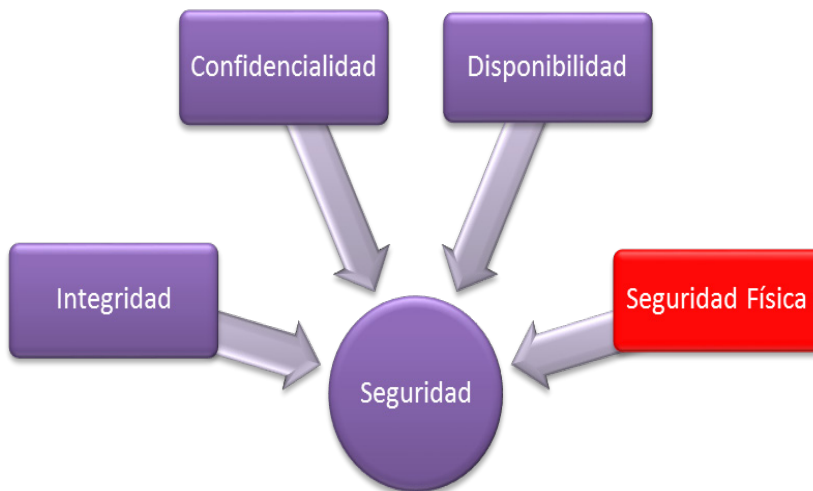 Confidencialidad
Disponibilidad
Integridad
Seguridad Física
Seguridad